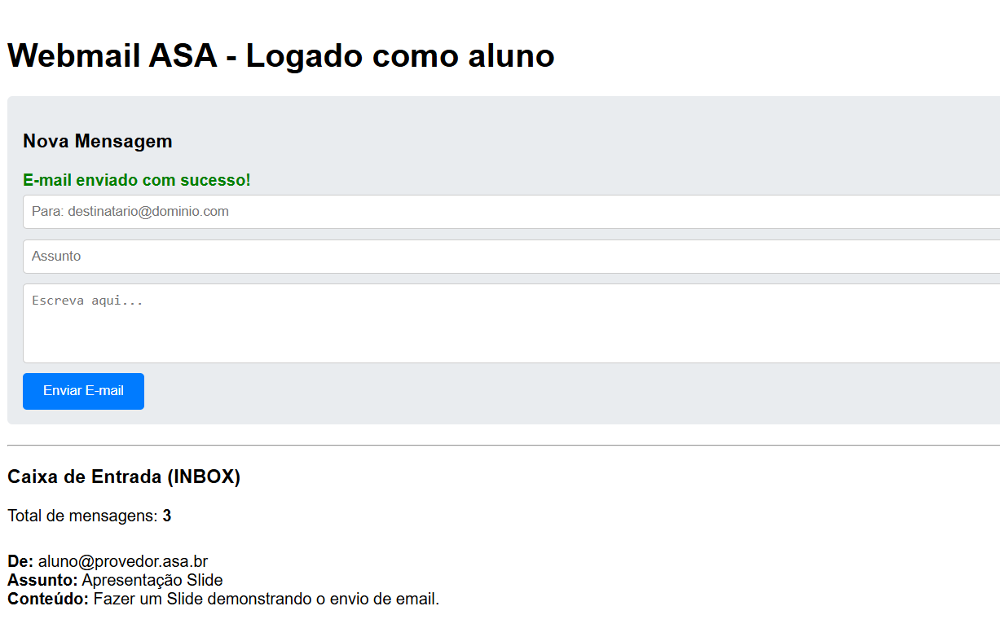 Webmail ASA - Logado como aluno
Nova Mensagem
E-mail enviado com sucesso!
Para: destinatario@dominio.com
Assunto
Escreva aqui...
Enviar E-mail
Caixa de Entrada (INBOX)
Total de mensagens: 3
De: aluno@provedor.asa.br
Assunto: Apresentação Slide
Conteúdo: Fazer um Slide demonstrando o envio de email.